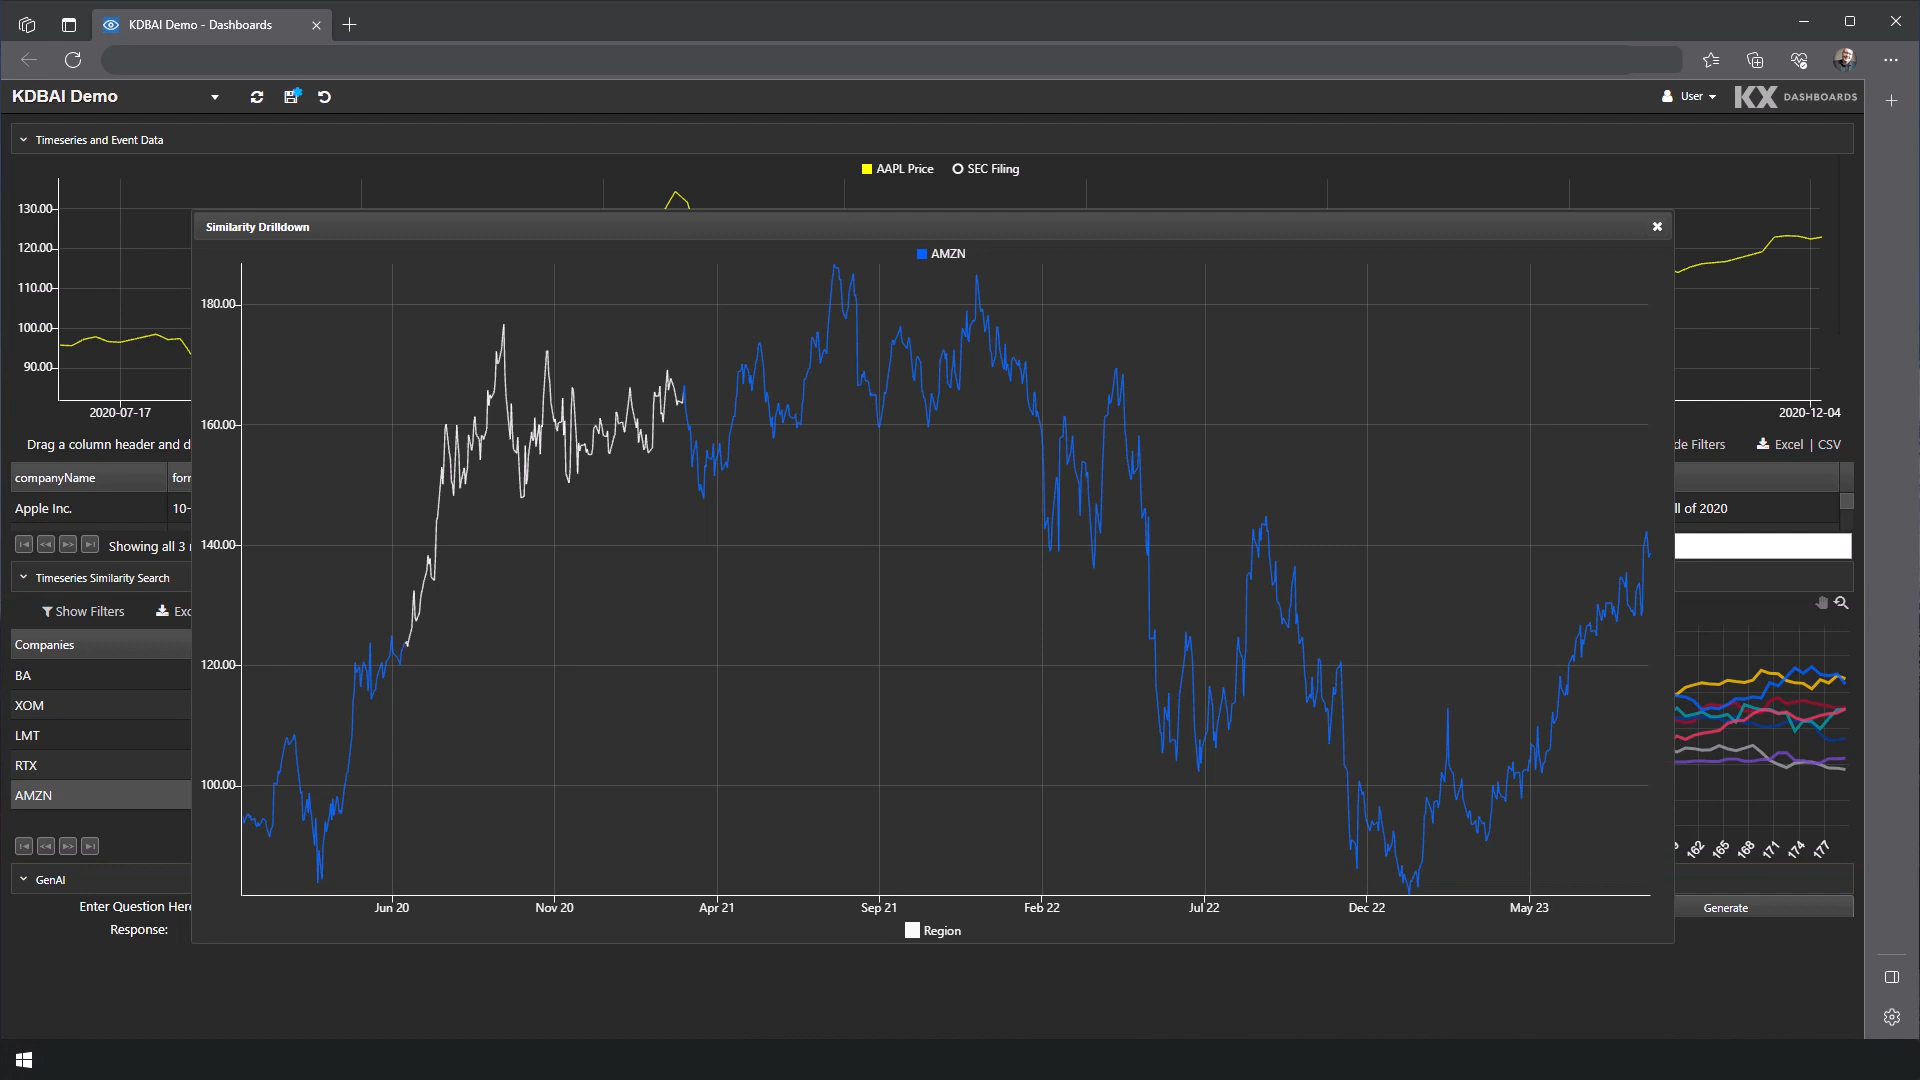 KDBAI Demo - Dashboards
KDBAI Demo
User
KX DASHBOARDS
Timeseries and Event Data
AAPL Price
SEC Filing
130.00
120.00
110.00
100.00
90.00
2020-07-17
2020-12-04
Similarity Drilldown
AMZN
180.00
160.00
140.00
120.00
100.00
Jun 20
Nov 20
Apr 21
Sep 21
Feb 22
Jul 22
Dec 22
May 23
Region
Drag a column header and d
de Filters
Excel | CSV
companyName
forr
Apple Inc.
10-
ll of 2020
Showing all 3
Timeseries Similarity Search
Show Filters
Exc
Companies
BA
XOM
LMT
RTX
AMZN
162
165
168
171
174
177
GenAI
Enter Question Here
Generate
Response: